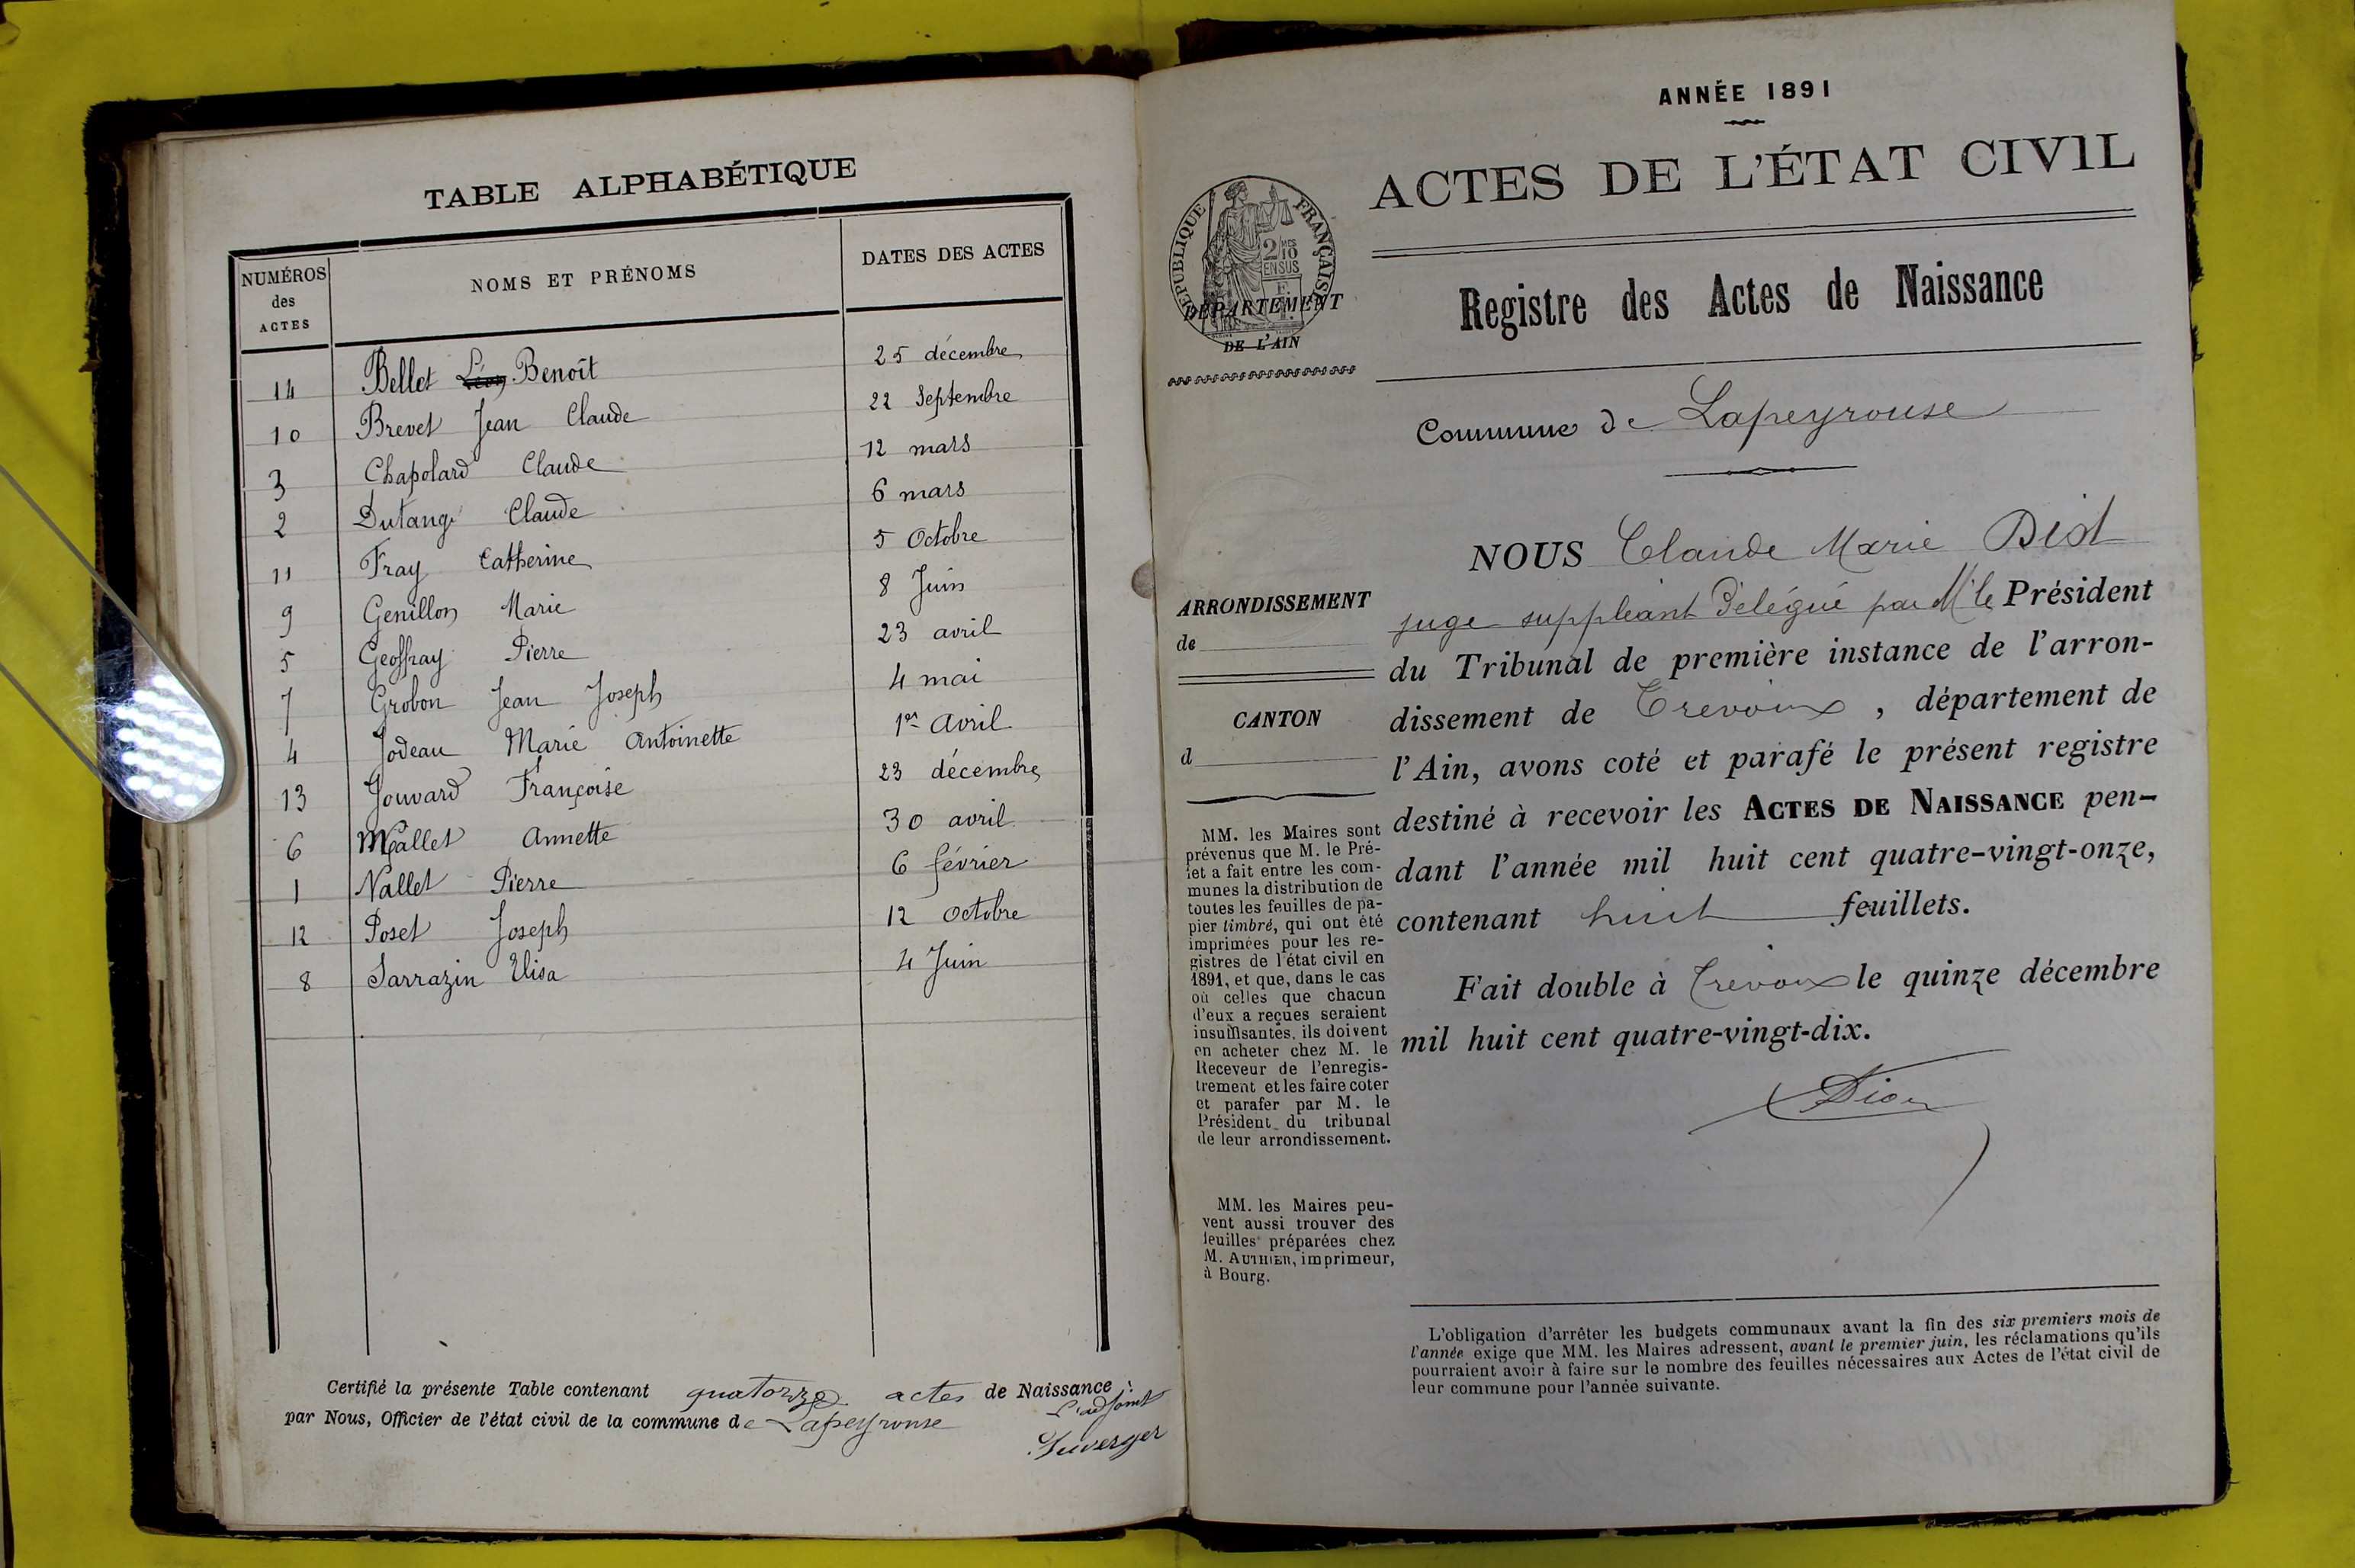 TABLE ALPHABÉTIQUE
NUMÉROS des ACTES
NOMS ET PRÉNOMS
DATES DES ACTES
14 Bellet Léon Benoît 25 décembre
10 Brevet Jean Claude 22 Septembre
3 Chapolard Claude 12 mars
2 Dutang Claude 6 mars
11 Fray Catherine 5 Octobre
9 Genillon Marie 8 Juin
5 Geoffray Pierre 23 avril
7 Grobon Jean Joseph 4 mai
4 Jodeau Marie Antoinette 1er Avril
13 Jouvard Françoise 23 décembre
6 Mallet Annette 30 avril
1 Nallet Pierre 6 février
12 Poset Joseph 12 octobre
8 Sarrazin Elisa 4 Juin
Certifié la présente Table contenant quatorze actes de Naissance
par Nous, Officier de l'état civil de la commune de Lapeyrouse
L'adjoint
Duverger
ANNÉE 1891
ACTES DE L'ÉTAT CIVIL
RÉPUBLIQUE FRANÇAISE
2/10MES
EN SUS
DÉPARTEMENT
DE L'AIN
Registre des Actes de Naissance
Commune de Lapeyrouse
ARRONDISSEMENT
de
CANTON
d
MM. les Maires sont
prévenus que M. le Pré-
fet a fait entre les com-
munes la distribution de
toutes les feuilles de pa-
pier timbré, qui ont été
imprimées pour les re-
gistres de l'état civil en
1891, et que, dans le cas
où celles que chacun
d'eux a reçues seraient
insuffisantes, ils doivent
en acheter chez M. le
Receveur de l'enregis-
trement et les faire coter
et parafer par M. le
Président du tribunal
de leur arrondissement.
MM. les Maires peu-
vent aussi trouver des
feuilles préparées chez
M. AUTHIER, imprimeur,
à Bourg.
NOUS Claude Marie
juge suppléant délégué par M le Président
du Tribunal de première instance de l'arron-
dissement de Trevoux, département de
l'Ain, avons coté et parafé le présent registre
destiné à recevoir les ACTES DE NAISSANCE pen-
dant l'année mil huit cent quatre-vingt-onze,
contenant huit feuillets.
Fait double à Trevoux le quinze décembre
mil huit cent quatre-vingt-dix.
L'obligation d'arrêter les budgets communaux avant la fin des six premiers mois de
l'année exige que MM. les Maires adressent, avant le premier juin, les réclamations qu'ils
pourraient avoir à faire sur le nombre des feuilles nécessaires aux Actes de l'état civil de
leur commune pour l'année suivante.